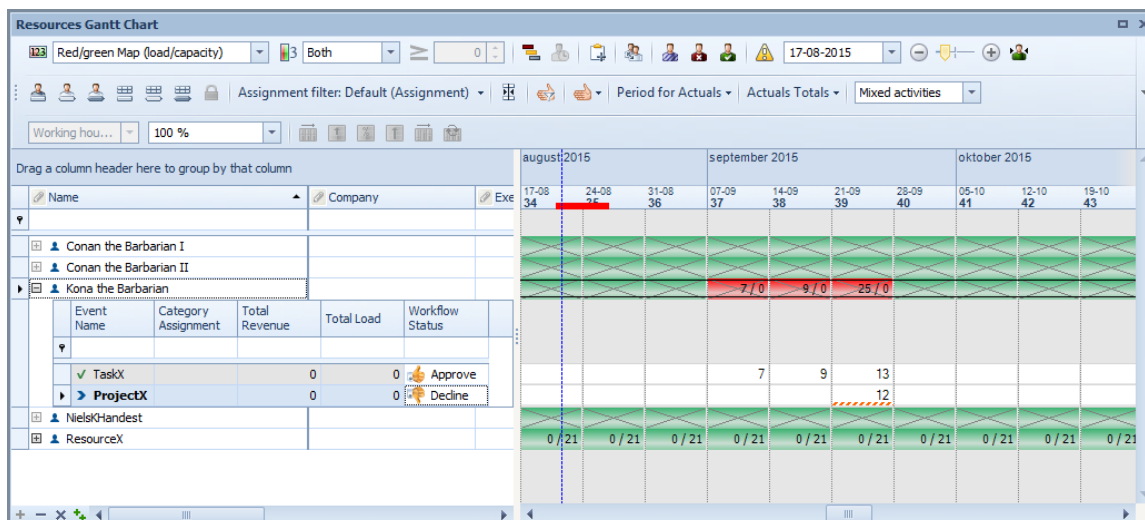 Resources Gantt Chart
123 Red/green Map (load/capacity) 3 Both ≥ 0 17-08-2015
Assignment filter: Default (Assignment) Period for Actuals Actuals Totals Mixed activities
Working hou... 100 %
Drag a column header here to group by that column
august 2015 september 2015 oktober 2015
Name Company Exe
17-08 24-08 31-08 07-09 14-09 21-09 28-09 05-10 12-10 19-10
34 35 36 37 38 39 40 41 42 43
Conan the Barbarian I
Conan the Barbarian II
Kona the Barbarian 7 / 0 9 / 0 25 / 0
Event Name Category Assignment Total Revenue Total Load Workflow Status
TaskX 0 0 Approve 7 9 13
ProjectX 0 0 Decline 12
NielsKHandest
ResourceX 0 / 21 0 / 21 0 / 21 0 / 21 0 / 21 0 / 21 0 / 21 0 / 21 0 / 21 0 / 21